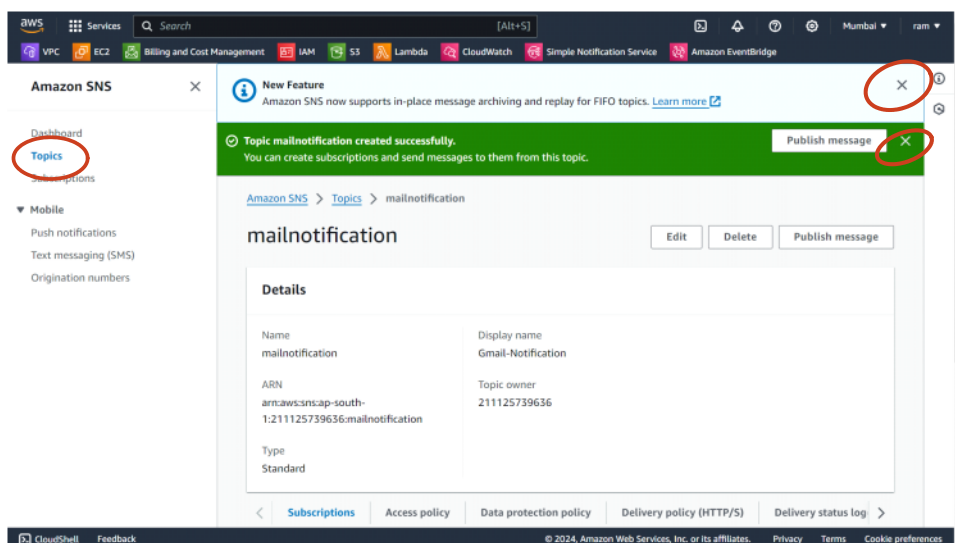 aws Services Search [Alt+S] Mumbai ram
VPC EC2 Billing and Cost Management IAM S3 Lambda CloudWatch Simple Notification Service Amazon EventBridge
Amazon SNS
Dashboard
Topics
Subscriptions
Mobile
Push notifications
Text messaging (SMS)
Origination numbers
New Feature
Amazon SNS now supports in-place message archiving and replay for FIFO topics. Learn more
Topic mailnotification created successfully.
You can create subscriptions and send messages to them from this topic.
Publish message
Amazon SNS > Topics > mailnotification
mailnotification
Edit Delete Publish message
Details
Name
mailnotification
ARN
arn:aws:sns:ap-south-
1:211125739636:mailnotification
Type
Standard
Display name
Gmail-Notification
Topic owner
211125739636
Subscriptions Access policy Data protection policy Delivery policy (HTTP/S) Delivery status log
CloudShell Feedback © 2024, Amazon Web Services, Inc. or its affiliates. Privacy Terms Cookie preferences